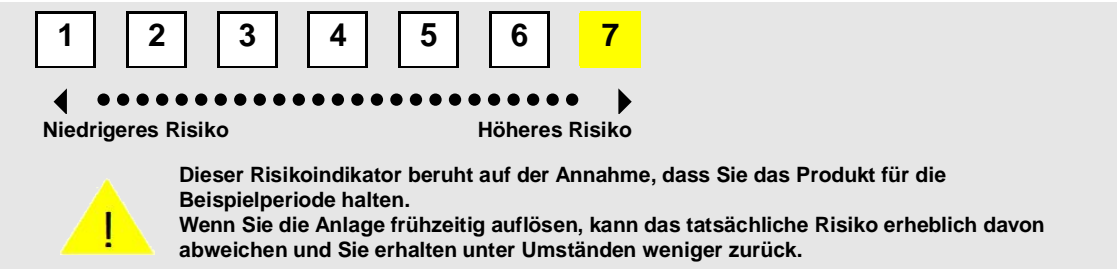 1 2 3 4 5 6 7
Niedrigeres Risiko Höheres Risiko
Dieser Risikoindikator beruht auf der Annahme, dass Sie das Produkt für die
Beispielperiode halten.
Wenn Sie die Anlage frühzeitig auflösen, kann das tatsächliche Risiko erheblich davon
abweichen und Sie erhalten unter Umständen weniger zurück.
!